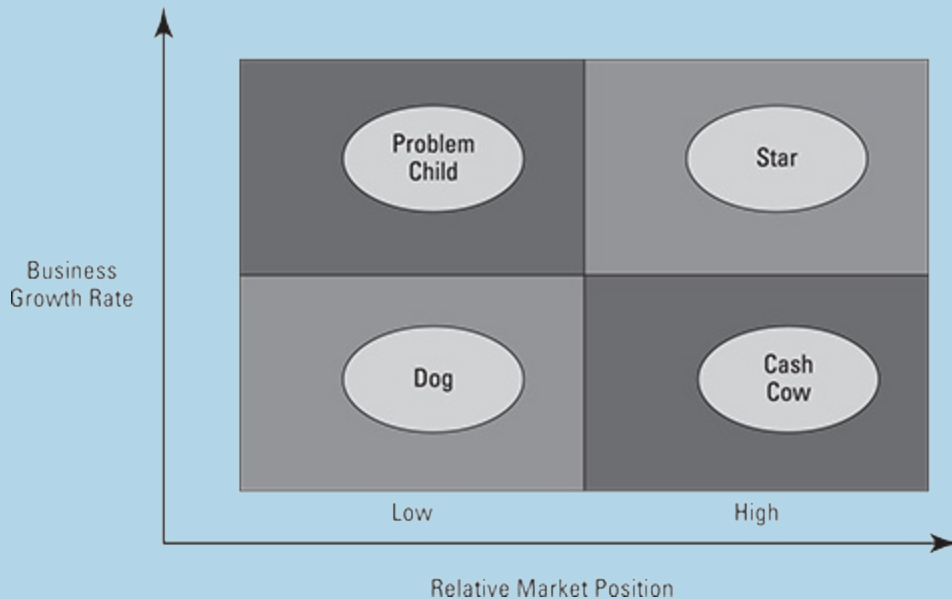 Problem
Child
Star
Business
Growth Rate
Dog
Cash
Cow
Low
High
Relative Market Position